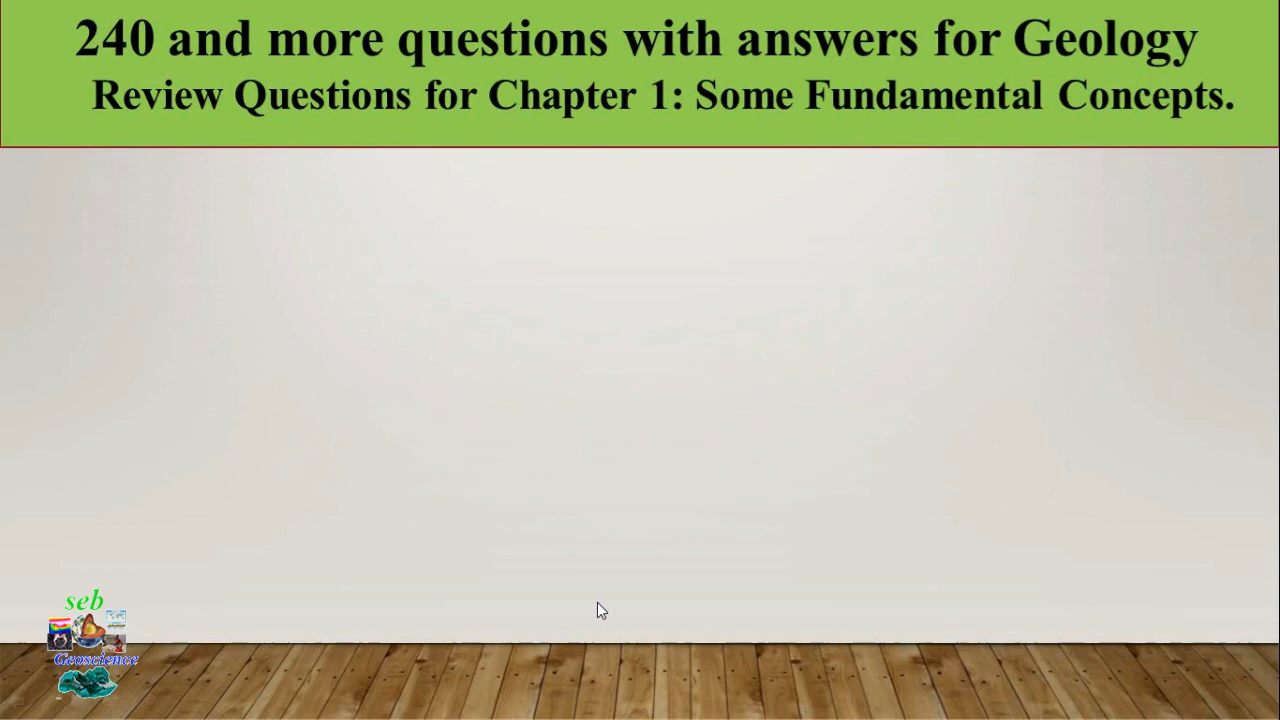 240 and more questions with answers for Geology
Review Questions for Chapter 1: Some Fundamental Concepts.
seb
Geoscience